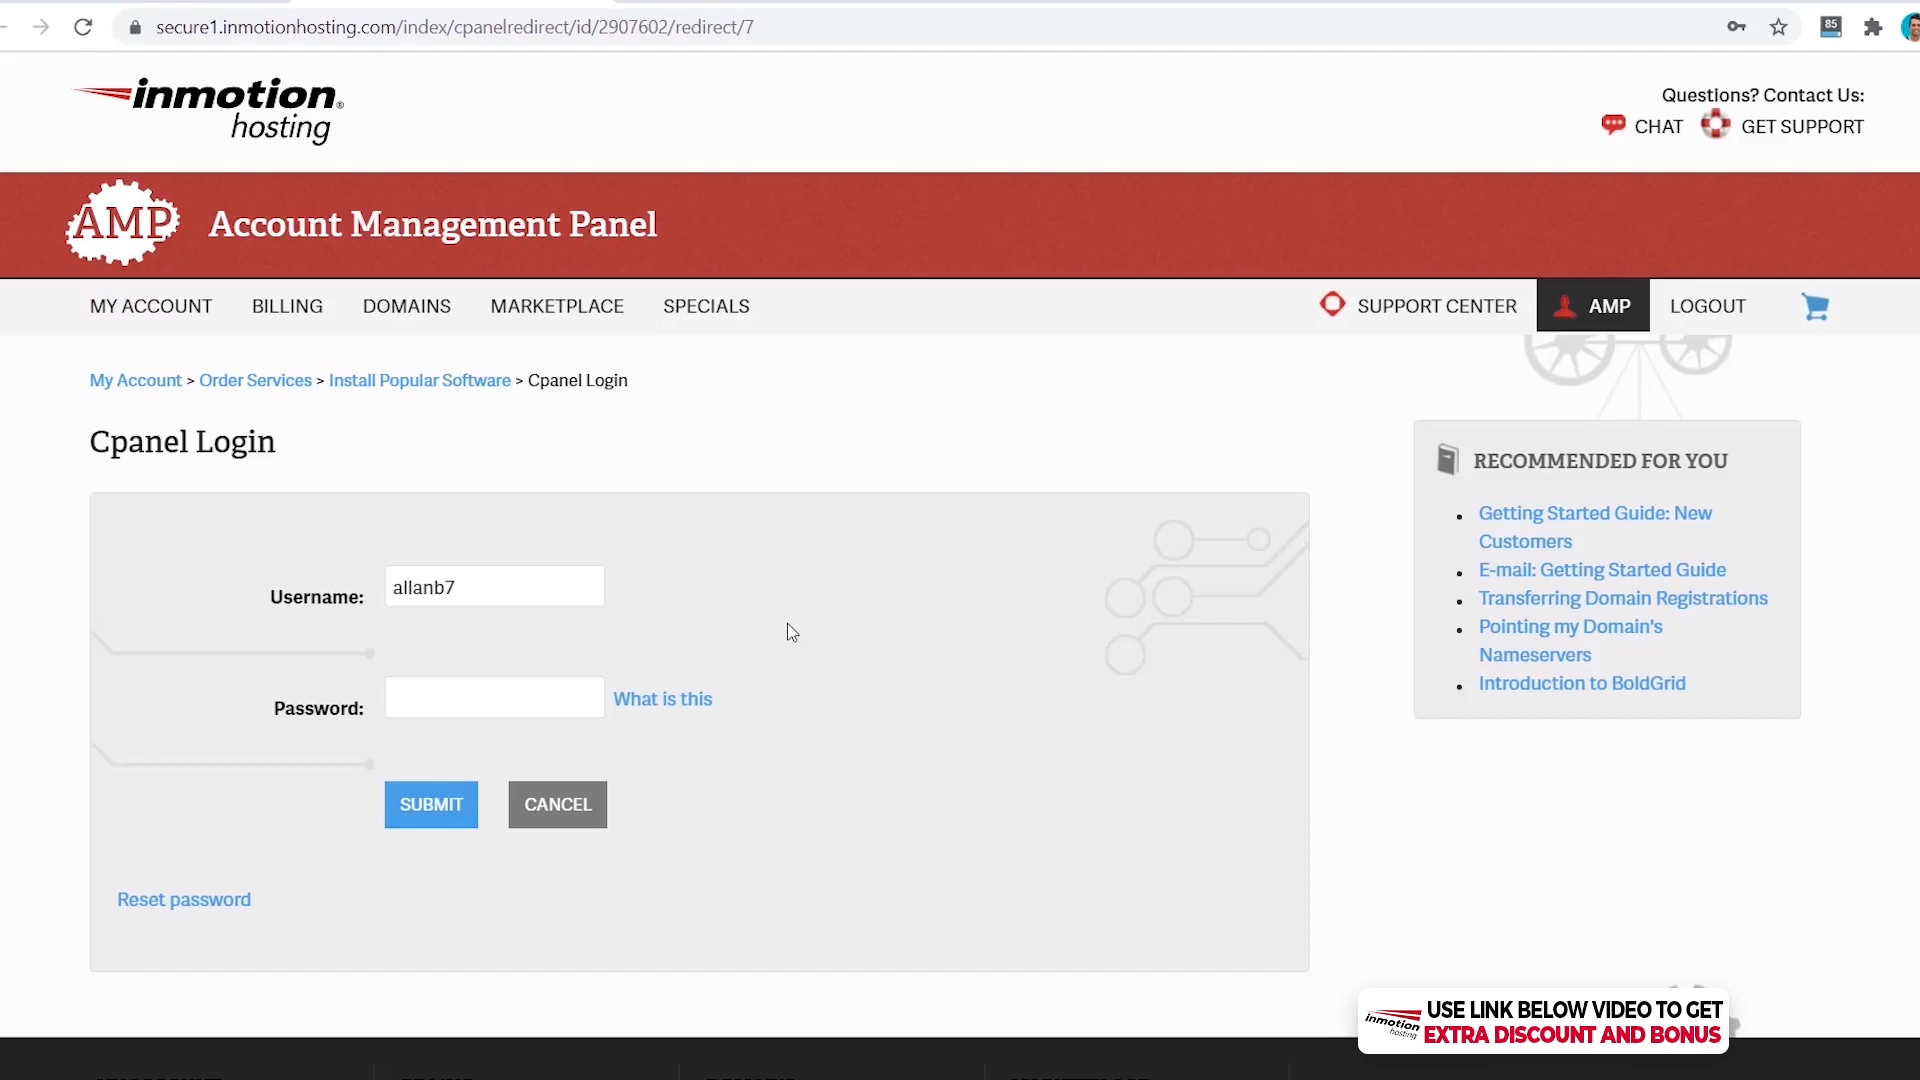 secure1.inmotionhosting.com/index/cpanelredirect/id/2907602/redirect/7
85
inmotion®
hosting
Questions? Contact Us:
CHAT GET SUPPORT
AMP Account Management Panel
MY ACCOUNT BILLING DOMAINS MARKETPLACE SPECIALS SUPPORT CENTER AMP LOGOUT
My Account > Order Services > Install Popular Software > Cpanel Login
Cpanel Login
Username: allanb7
Password: What is this
SUBMIT CANCEL
Reset password
RECOMMENDED FOR YOU
Getting Started Guide: New
Customers
E-mail: Getting Started Guide
Transferring Domain Registrations
Pointing my Domain's
Nameservers
Introduction to BoldGrid
inmotion
hosting
USE LINK BELOW VIDEO TO GET
EXTRA DISCOUNT AND BONUS